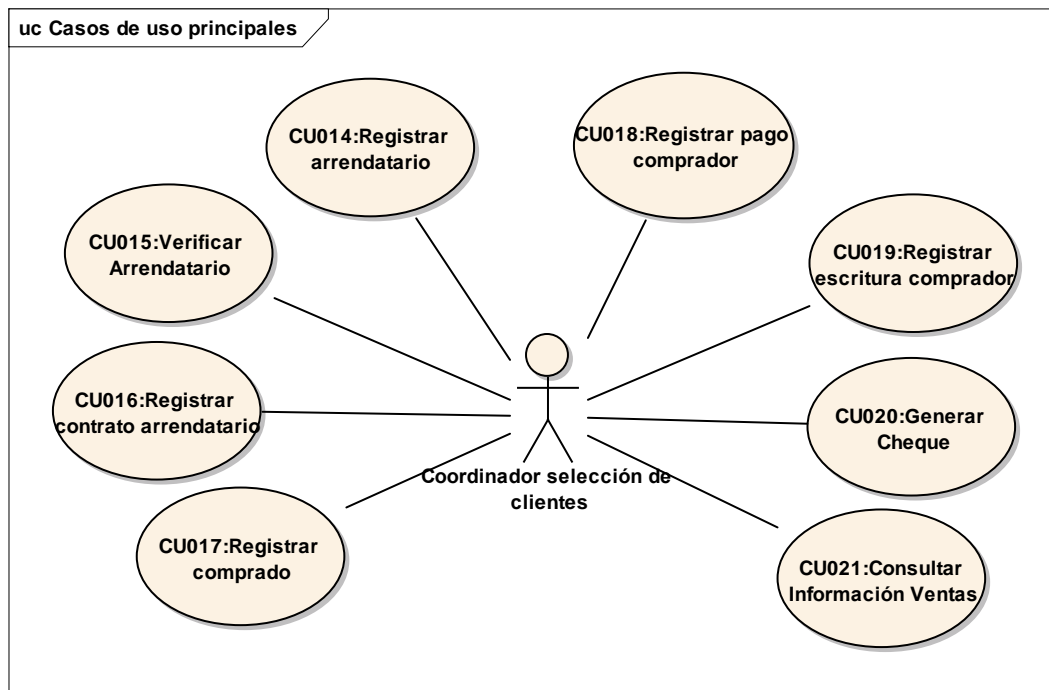 uc Casos de uso principales
CU014:Registrar
arrendatario
CU018:Registrar pago
comprador
CU015:Verificar
Arrendatario
CU019:Registrar
escritura comprador
CU016:Registrar
contrato arrendatario
CU020:Generar
Cheque
Coordinador selección de
clientes
CU017:Registrar
comprado
CU021:Consultar
Información Ventas